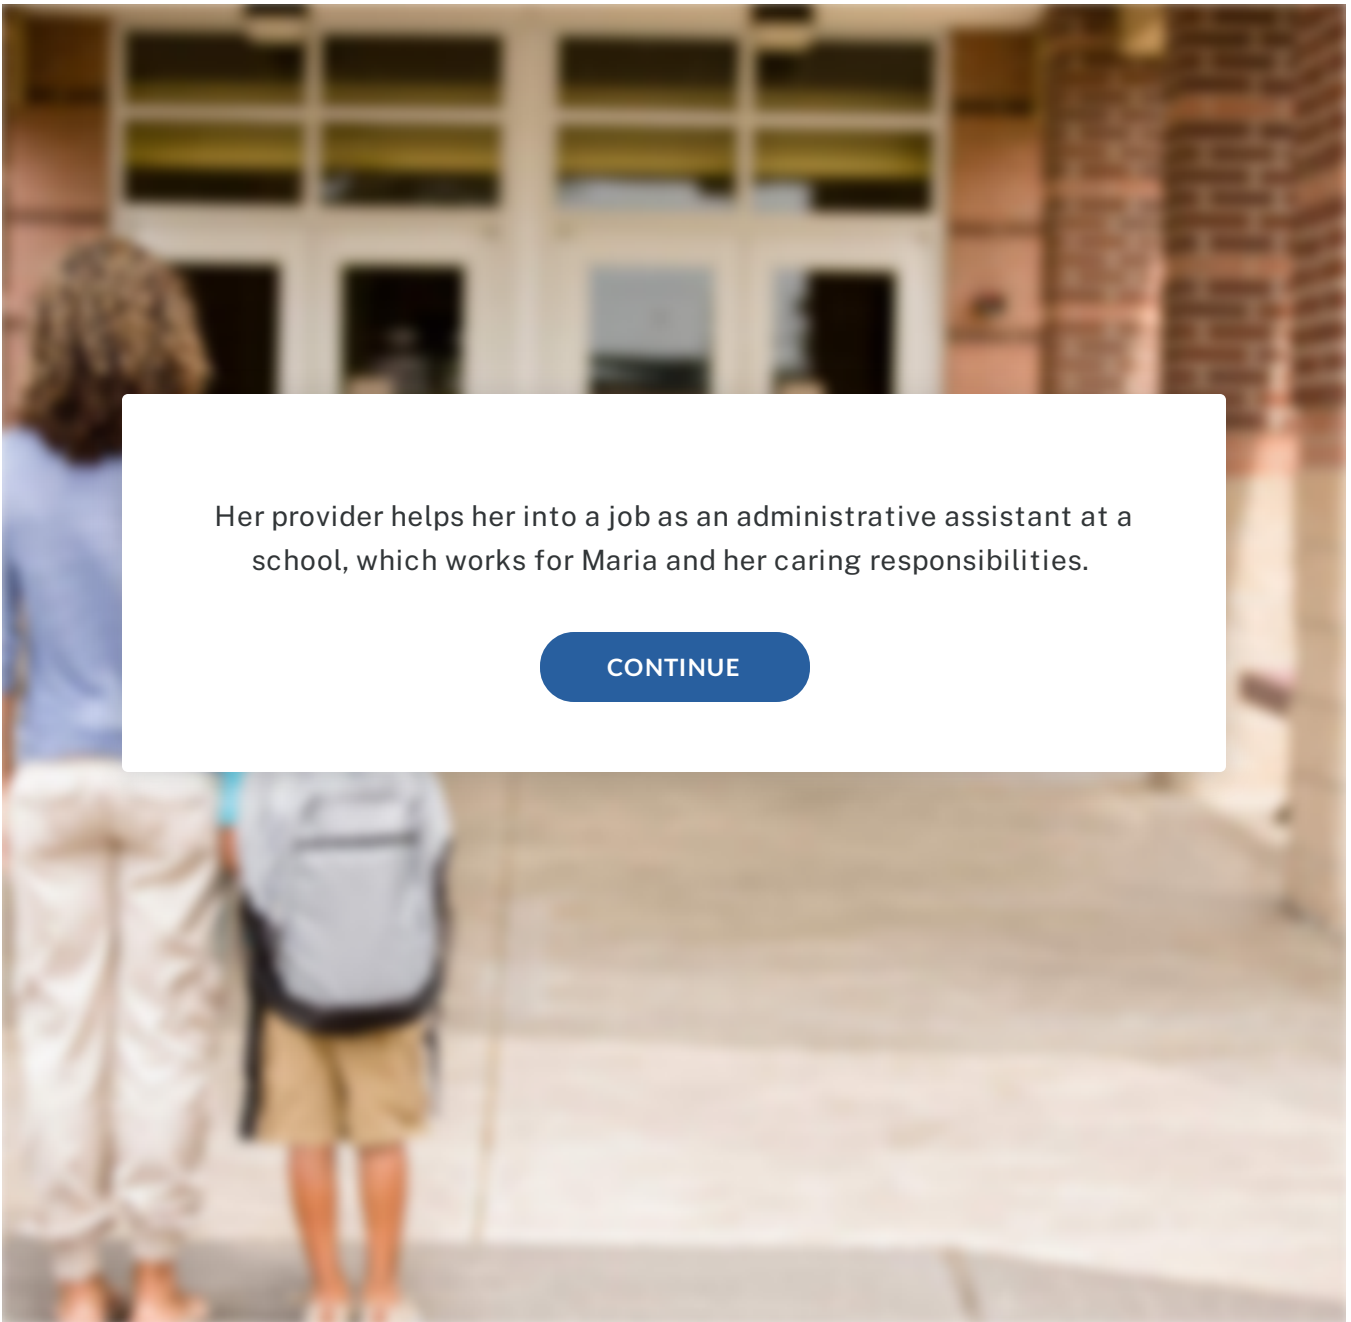 Her provider helps her into a job as an administrative assistant at a
school, which works for Maria and her caring responsibilities.
CONTINUE